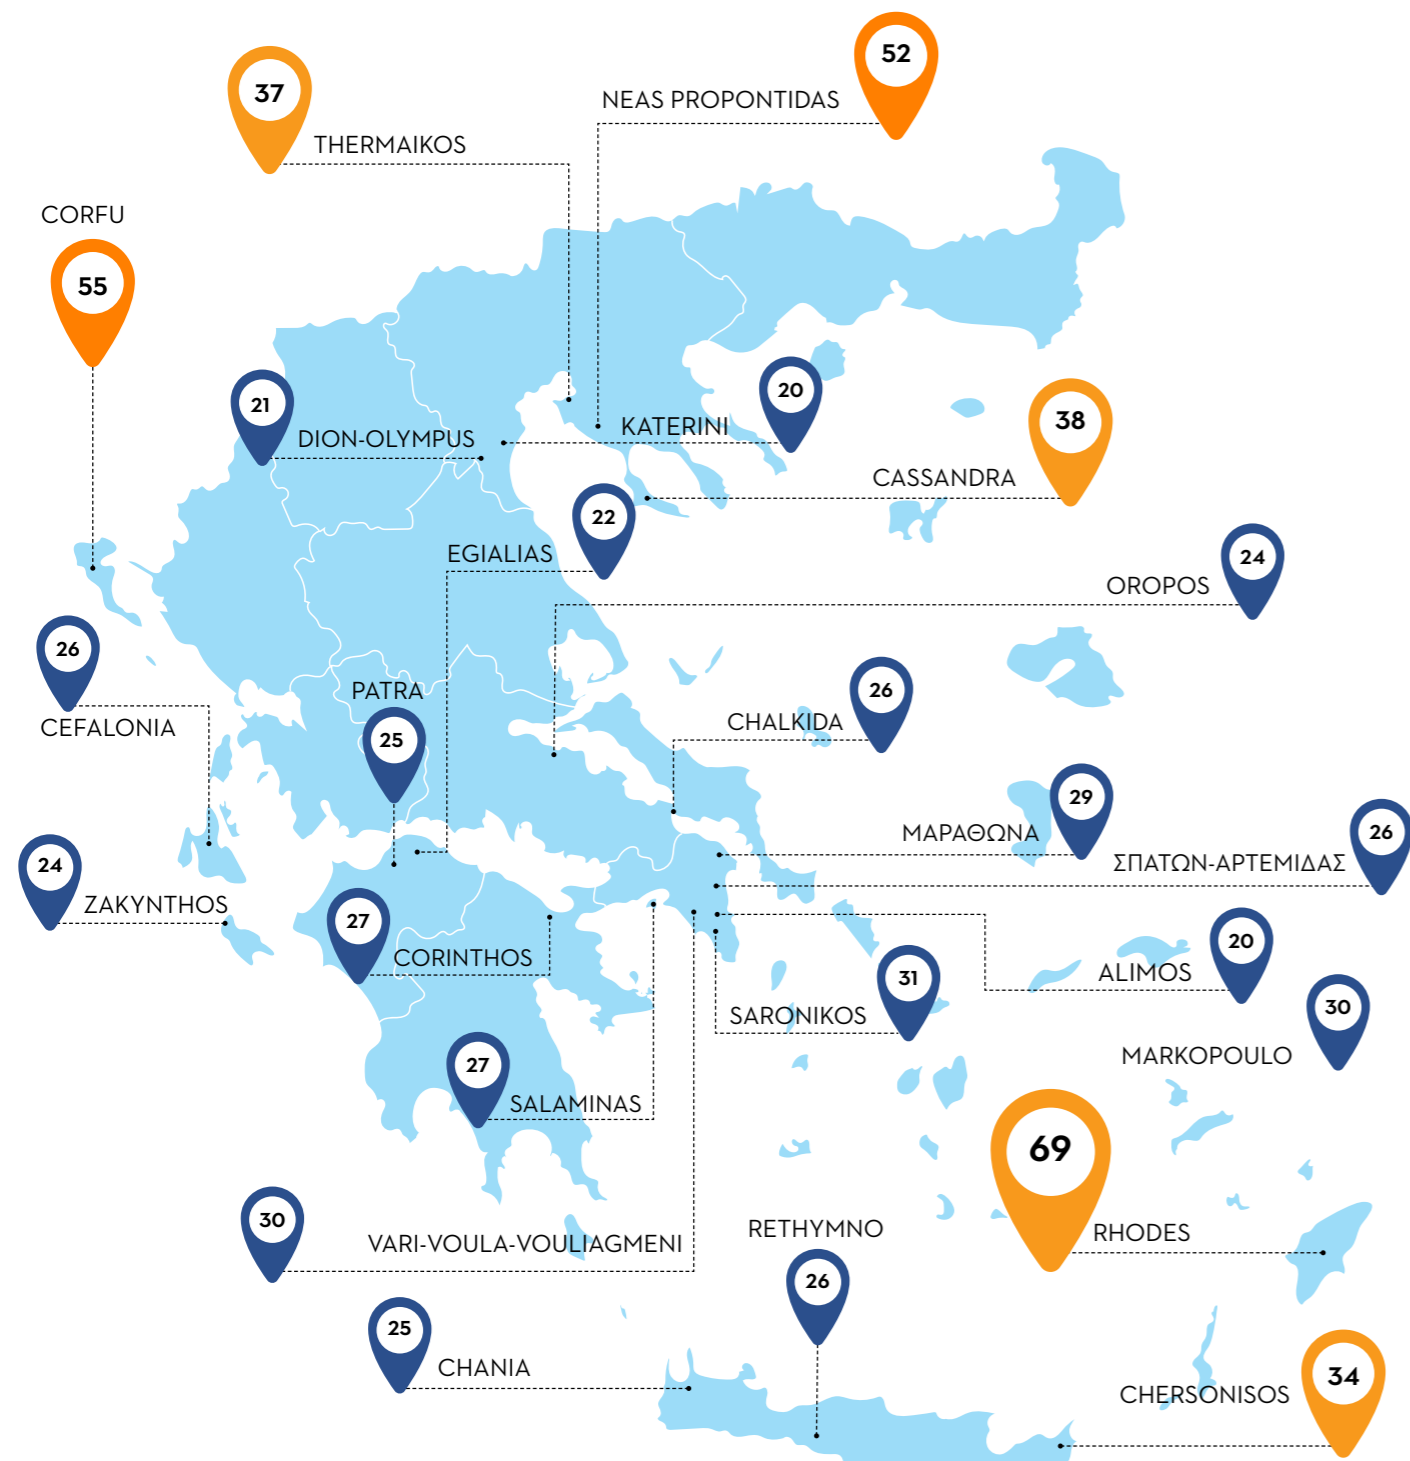 52
37
NEAS PROPONTIDAS
THERMAIKOS
CORFU
55
20
21
38
KATERINI
DION-OLYMPUS
CASSANDRA
22
EGIALIAS
24
OROPOS
26
PATRA
26
CEFALONIA
CHALKIDA
25
29
ΜΑΡΑΘΩΝΑ
26
ΣΠΑΤΩΝ-ΑΡΤΕΜΙΔΑΣ
24
ZAKYNTHOS
27
CORINTHOS
20
ALIMOS
31
SARONIKOS
30
MARKOPOULO
27
SALAMINAS
69
RHODES
30
VARI-VOULA-VOULIAGMENI
RETHYMNO
26
25
CHANIA
34
CHERSONISOS